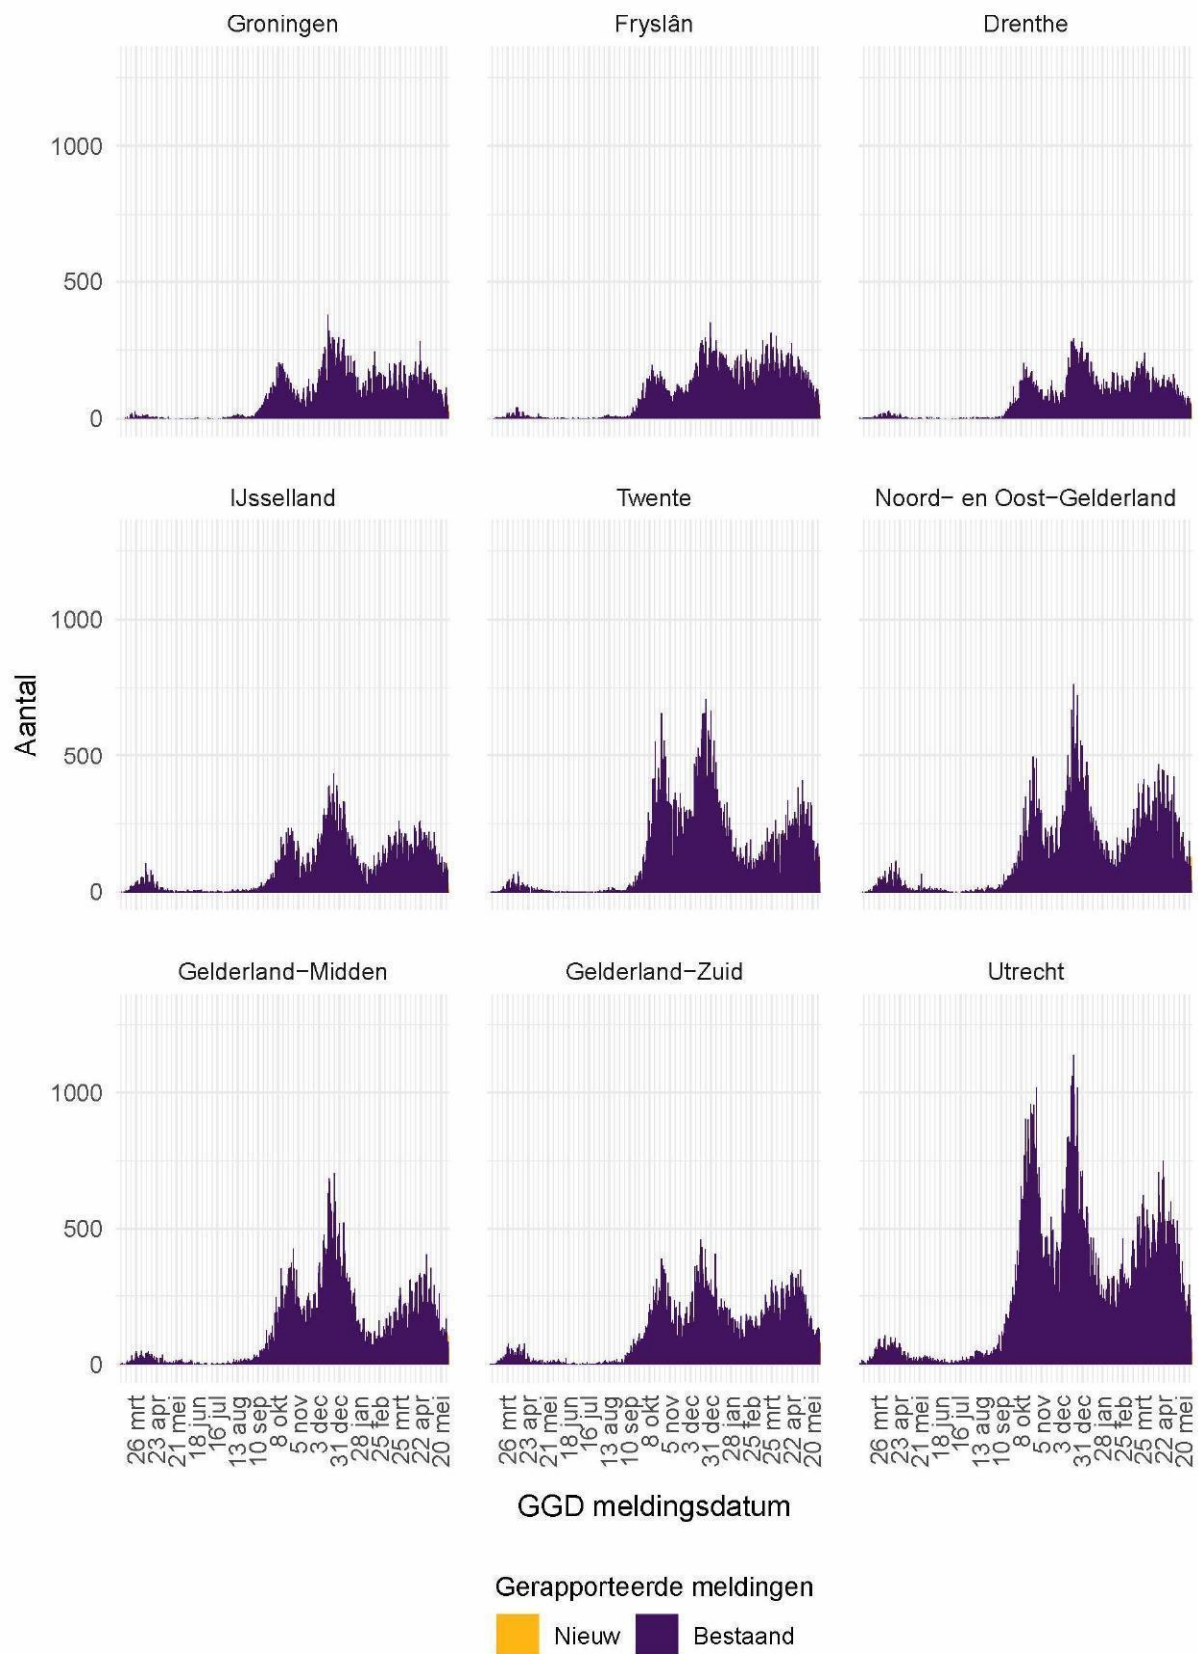 Groningen
Fryslân
Drenthe
1000
500
0
IJsselland
Twente
Noord- en Oost-Gelderland
1000
500
0
Aantal
Gelderland-Midden
Gelderland-Zuid
Utrecht
1000
500
0
26 mrt
23 apr
21 mei
18 jun
16 jul
13 aug
10 sep
8 okt
5 nov
3 dec
31 dec
28 jan
25 feb
25 mrt
22 apr
20 mei
26 mrt
23 apr
21 mei
18 jun
16 jul
13 aug
10 sep
8 okt
5 nov
3 dec
31 dec
28 jan
25 feb
25 mrt
22 apr
20 mei
26 mrt
23 apr
21 mei
18 jun
16 jul
13 aug
10 sep
8 okt
5 nov
3 dec
31 dec
28 jan
25 feb
25 mrt
22 apr
20 mei
GGD meldingsdatum
Gerapporteerde meldingen
Nieuw
Bestaand